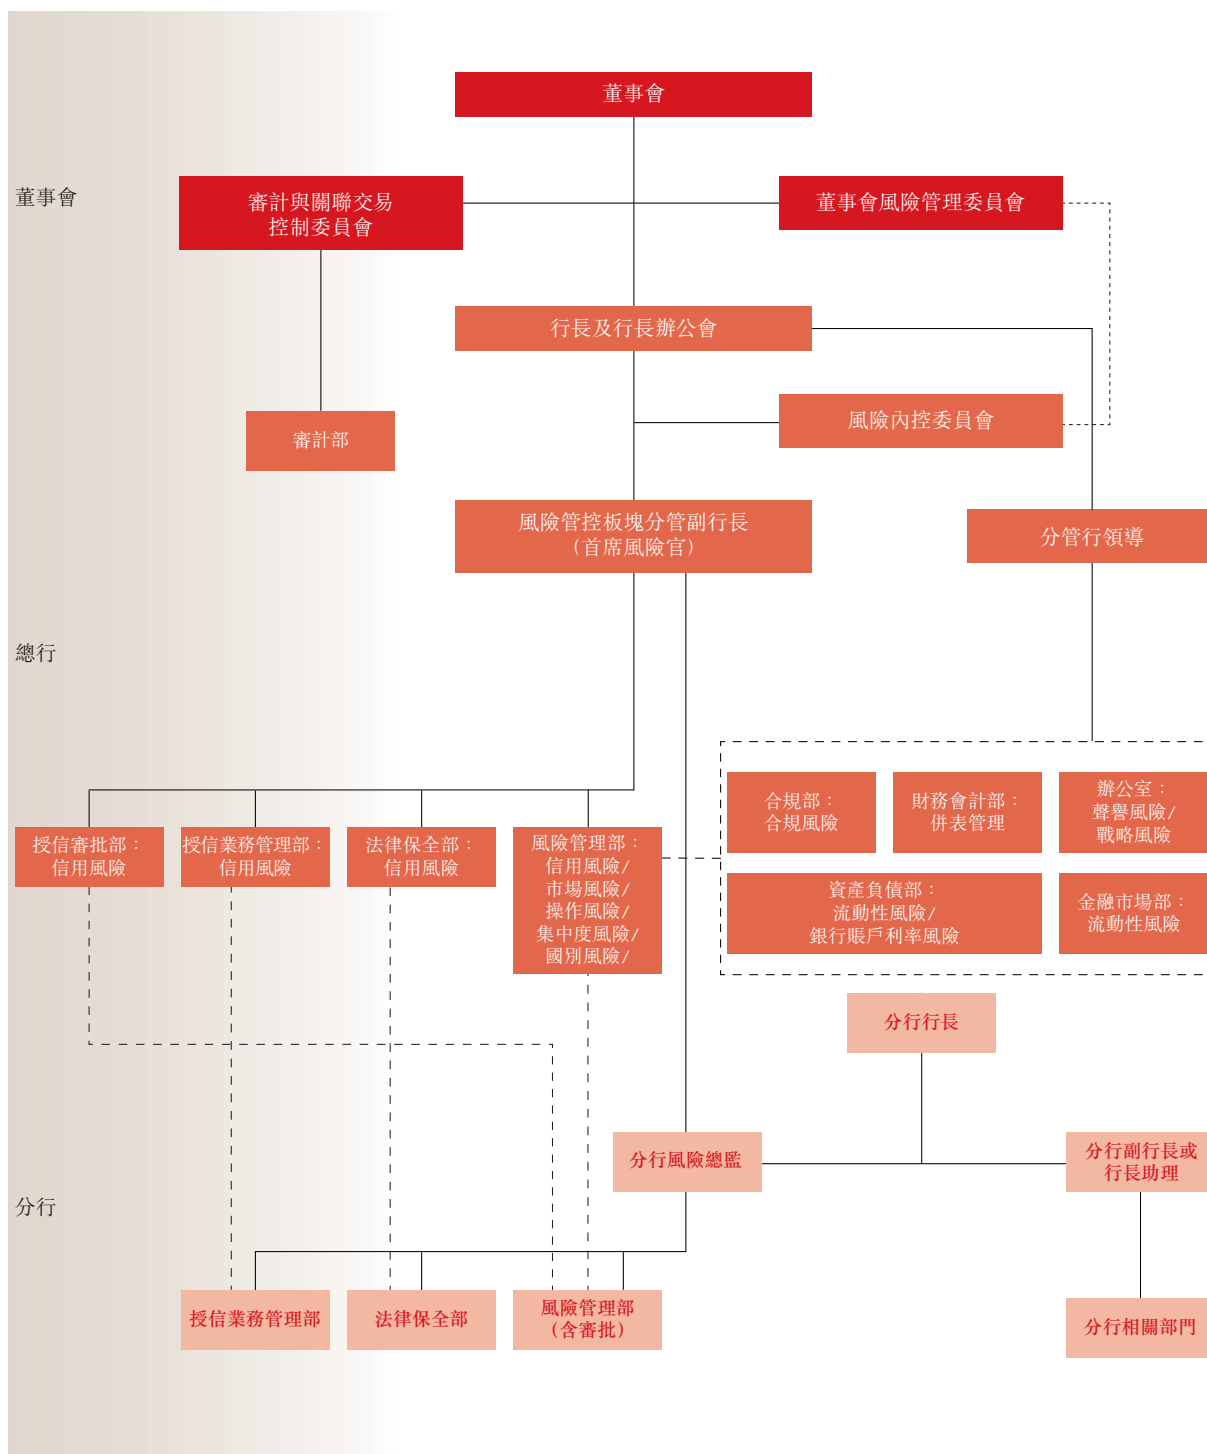 董事會
董事會
審計與關聯交易
控制委員會
董事會風險管理委員會
行長及行長辦公會
風險內控委員會
審計部
風險管控板塊分管副行長
（首席風險官）
分管行領導
總行
合規部：
合規風險
財務會計部：
併表管理
辦公室：
聲譽風險/
戰略風險
授信審批部：
信用風險
授信業務管理部：
信用風險
法律保全部：
信用風險
風險管理部：
信用風險/
市場風險/
操作風險/
集中度風險/
國別風險/
資產負債部：
流動性風險/
銀行賬戶利率風險
金融市場部：
流動性風險
分行行長
分行風險總監
分行副行長或
行長助理
分行
授信業務管理部
法律保全部
風險管理部
（含審批）
分行相關部門